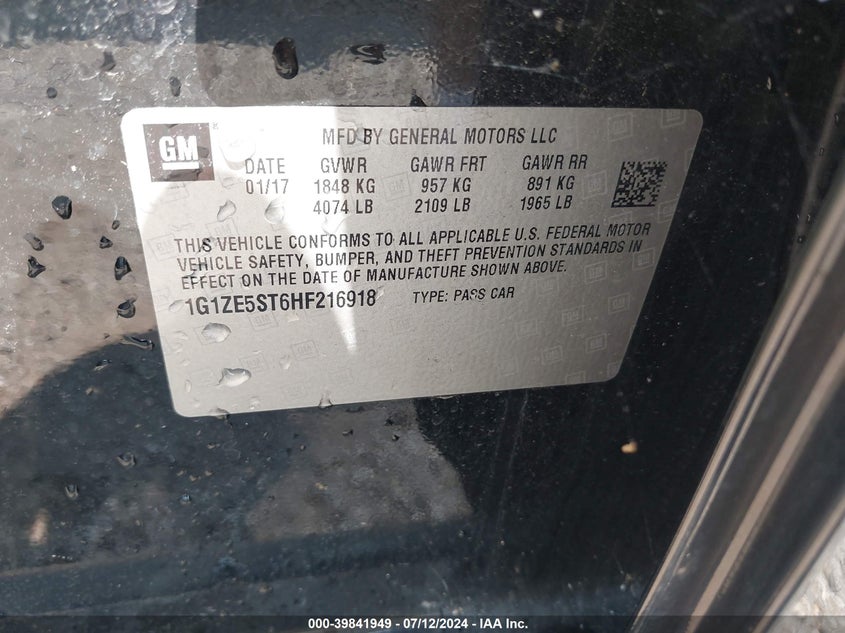 GM
MFD BY GENERAL MOTORS LLC
DATE GVWR GAWR FRT GAWR RR
01/17 1848 KG 957 KG 891 KG
4074 LB 2109 LB 1965 LB
THIS VEHICLE CONFORMS TO ALL APPLICABLE U.S. FEDERAL MOTOR
VEHICLE SAFETY, BUMPER, AND THEFT PREVENTION STANDARDS IN
EFFECT ON THE DATE OF MANUFACTURE SHOWN ABOVE.
1G1ZE5ST6HF216918 TYPE: PASS CAR
000-39841949 - 07/12/2024 - IAA Inc.